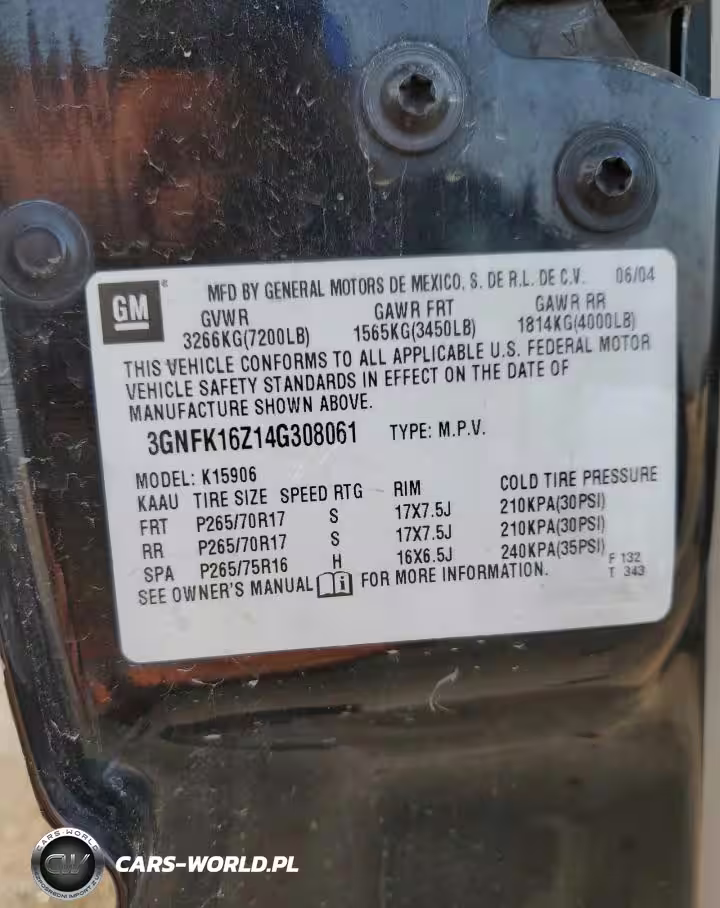 GM ® MFD BY GENERAL MOTORS DE MEXICO, S. DE R.L. DE C.V. 06/04
GVWR GAWR FRT GAWR RR
3266KG(7200LB) 1565KG(3450LB) 1814KG(4000LB)
THIS VEHICLE CONFORMS TO ALL APPLICABLE U.S. FEDERAL MOTOR
VEHICLE SAFETY STANDARDS IN EFFECT ON THE DATE OF
MANUFACTURE SHOWN ABOVE.
3GNFK16Z14G308061 TYPE: M.P.V.
MODEL: K15906
KAAU TIRE SIZE SPEED RTG RIM COLD TIRE PRESSURE
FRT P265/70R17 S 17X7.5J 210KPA(30PSI)
RR P265/70R17 S 17X7.5J 210KPA(30PSI)
SPA P265/75R16 H 16X6.5J 240KPA(35PSI)
SEE OWNER'S MANUAL i FOR MORE INFORMATION.
F 132
T 343
CARS-WORLD
CW
CARS-WORLD.PL